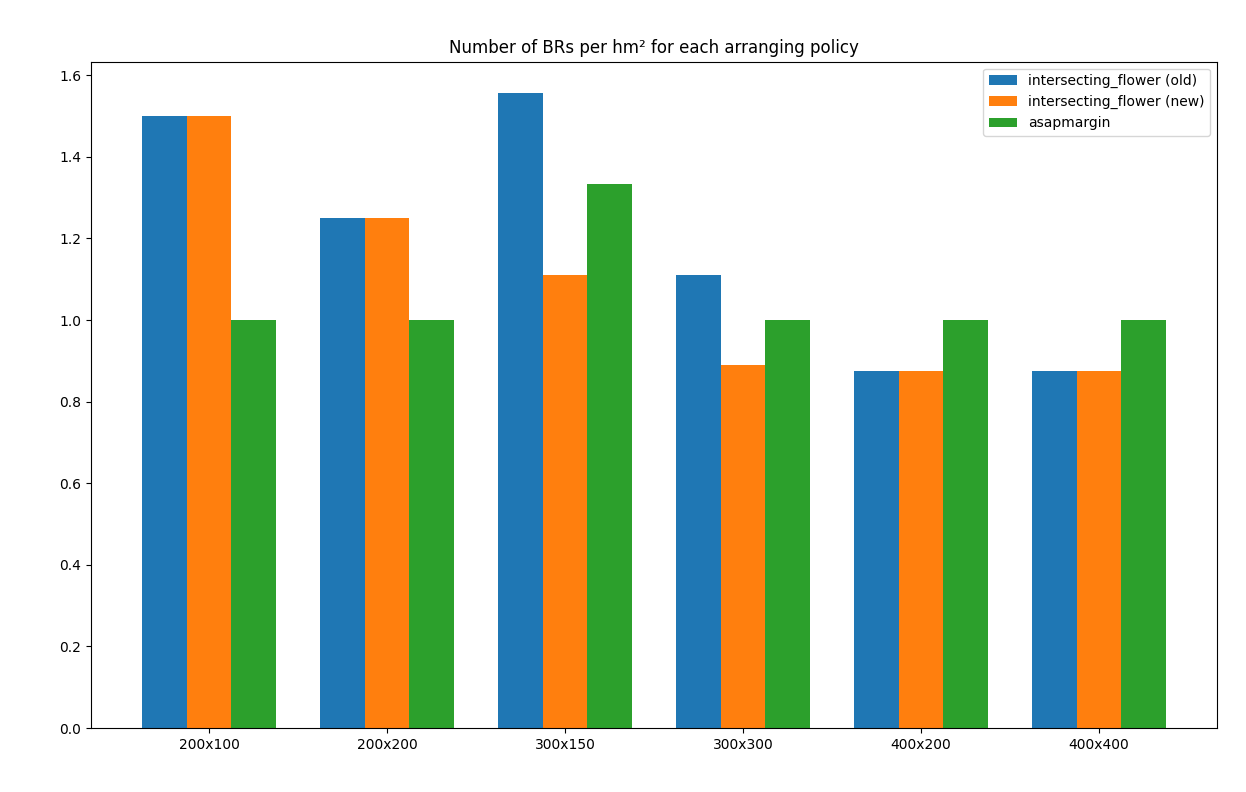 Number of BRs per hm² for each arranging policy
intersecting_flower (old)
intersecting_flower (new)
asapmargin
1.6
1.4
1.2
1.0
0.8
0.6
0.4
0.2
0.0
200x100 200x200 300x150 300x300 400x200 400x400